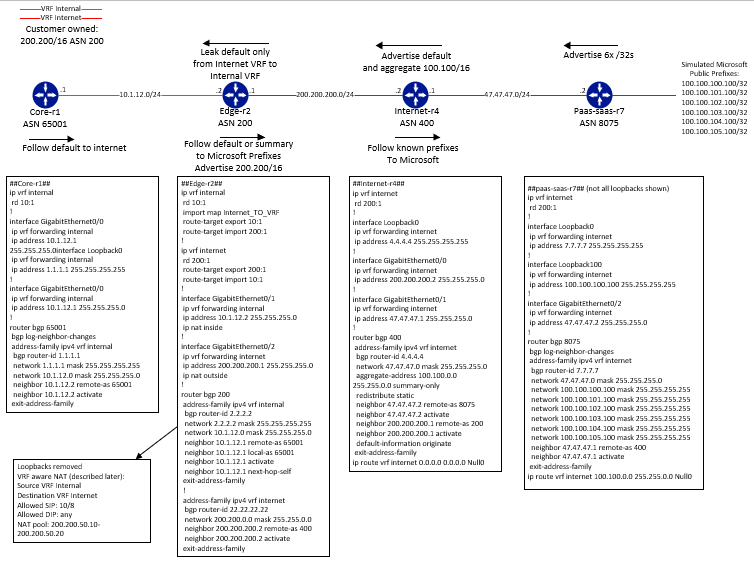 VRF Internal
VRF Internet
Customer owned:
200.200/16 ASN 200
Leak default only
from Internet VRF to
Internal VRF
Advertise default
and aggregate 100.100/16
Advertise 6x /32s
Simulated Microsoft
Public Prefixes:
100.100.100.100/32
100.100.101.100/32
100.100.102.100/32
100.100.103.100/32
100.100.104.100/32
100.100.105.100/32
.1
10.1.12.0/24
.2
.1
200.200.200.0/24
.2
.1
47.47.47.0/24
.2
Core-r1
ASN 65001
Edge-r2
ASN 200
Internet-r4
ASN 400
Paas-saas-r7
ASN 8075
Follow default to internet
Follow default or summary
to Microsoft Prefixes
Advertise 200.200/16
Follow known prefixes
To Microsoft
##Core-r1##
ip vrf internal
rd 10:1
!
interface GigabitEthernet0/0
ip vrf forwarding internal
ip address 10.1.12.1
255.255.255.0interface Loopback0
ip vrf forwarding internal
ip address 1.1.1.1 255.255.255.255
!
interface GigabitEthernet0/0
ip vrf forwarding internal
ip address 10.1.12.1 255.255.255.0
!
router bgp 65001
bgp log-neighbor-changes
address-family ipv4 vrf internal
bgp router-id 1.1.1.1
network 1.1.1.1 mask 255.255.255.255
network 10.1.12.0 mask 255.255.255.0
neighbor 10.1.12.2 remote-as 65001
neighbor 10.1.12.2 activate
exit-address-family
##Edge-r2##
ip vrf internal
rd 10:1
import map Internet_TO_VRF
route-target export 10:1
route-target import 200:1
!
ip vrf internet
rd 200:1
route-target export 200:1
route-target import 10:1
!
interface GigabitEthernet0/1
ip vrf forwarding internal
ip address 10.1.12.2 255.255.255.0
ip nat inside
!
interface GigabitEthernet0/2
ip vrf forwarding internet
ip address 200.200.200.1 255.255.255.0
ip nat outside
!
router bgp 200
address-family ipv4 vrf internal
bgp router-id 2.2.2.2
network 2.2.2.2 mask 255.255.255.255
network 10.1.12.0 mask 255.255.255.0
neighbor 10.1.12.1 remote-as 65001
neighbor 10.1.12.1 local-as 65001
neighbor 10.1.12.1 activate
neighbor 10.1.12.1 next-hop-self
exit-address-family
!
address-family ipv4 vrf internet
bgp router-id 22.22.22.22
network 200.200.0.0 mask 255.255.0.0
neighbor 200.200.200.2 remote-as 400
neighbor 200.200.200.2 activate
exit-address-family
##Internet-r4##
ip vrf internet
rd 200:1
!
interface Loopback0
ip vrf forwarding internet
ip address 4.4.4.4 255.255.255.255
!
interface GigabitEthernet0/0
ip vrf forwarding internet
ip address 200.200.200.2 255.255.255.0
!
interface GigabitEthernet0/1
ip vrf forwarding internet
ip address 47.47.47.1 255.255.255.0
!
router bgp 400
address-family ipv4 vrf internet
bgp router-id 4.4.4.4
network 47.47.47.0 mask 255.255.255.0
aggregate-address 100.100.0.0
255.255.0.0 summary-only
redistribute static
neighbor 47.47.47.2 remote-as 8075
neighbor 47.47.47.2 activate
neighbor 200.200.200.1 remote-as 200
neighbor 200.200.200.1 activate
default-information originate
exit-address-family
ip route vrf internet 0.0.0.0 0.0.0.0 Null0
##paas-saas-r7## (not all loopbacks shown)
ip vrf internet
rd 200:1
!
interface Loopback0
ip vrf forwarding internet
ip address 7.7.7.7 255.255.255.255
!
interface Loopback100
ip vrf forwarding internet
ip address 100.100.100.100 255.255.255.255
!
interface GigabitEthernet0/2
ip vrf forwarding internet
ip address 47.47.47.2 255.255.255.0
!
router bgp 8075
bgp log-neighbor-changes
address-family ipv4 vrf internet
bgp router-id 7.7.7.7
network 47.47.47.0 mask 255.255.255.0
network 100.100.100.100 mask 255.255.255.255
network 100.100.101.100 mask 255.255.255.255
network 100.100.102.100 mask 255.255.255.255
network 100.100.103.100 mask 255.255.255.255
network 100.100.104.100 mask 255.255.255.255
network 100.100.105.100 mask 255.255.255.255
neighbor 47.47.47.1 remote-as 400
neighbor 47.47.47.1 activate
exit-address-family
ip route vrf internet 100.100.0.0 255.255.0.0 Null0
Loopbacks removed
VRF aware NAT (described later):
Source VRF Internal
Destination VRF Internet
Allowed SIP: 10/8
Allowed DIP: any
NAT pool: 200.200.50.10-
200.200.50.20